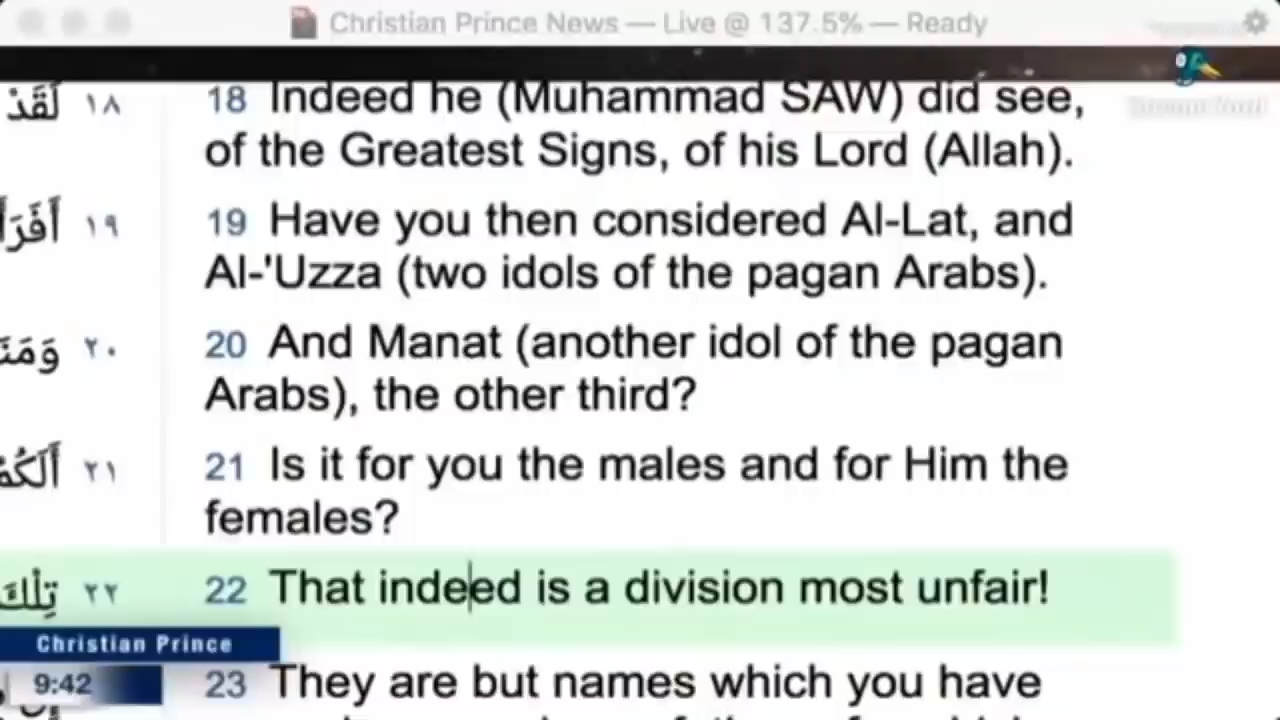 Christian Prince News — Live @ 137.5% — Ready
١٨ لَقَدْ
18 Indeed he (Muhammad SAW) did see,
of the Greatest Signs, of his Lord (Allah).
١٩
19 Have you then considered Al-Lat, and
Al-'Uzza (two idols of the pagan Arabs).
٢٠
20 And Manat (another idol of the pagan
Arabs), the other third?
٢١
21 Is it for you the males and for Him the
females?
٢٢ تِلْكَ
22 That indeed is a division most unfair!
Christian Prince
9:42
23 They are but names which you have